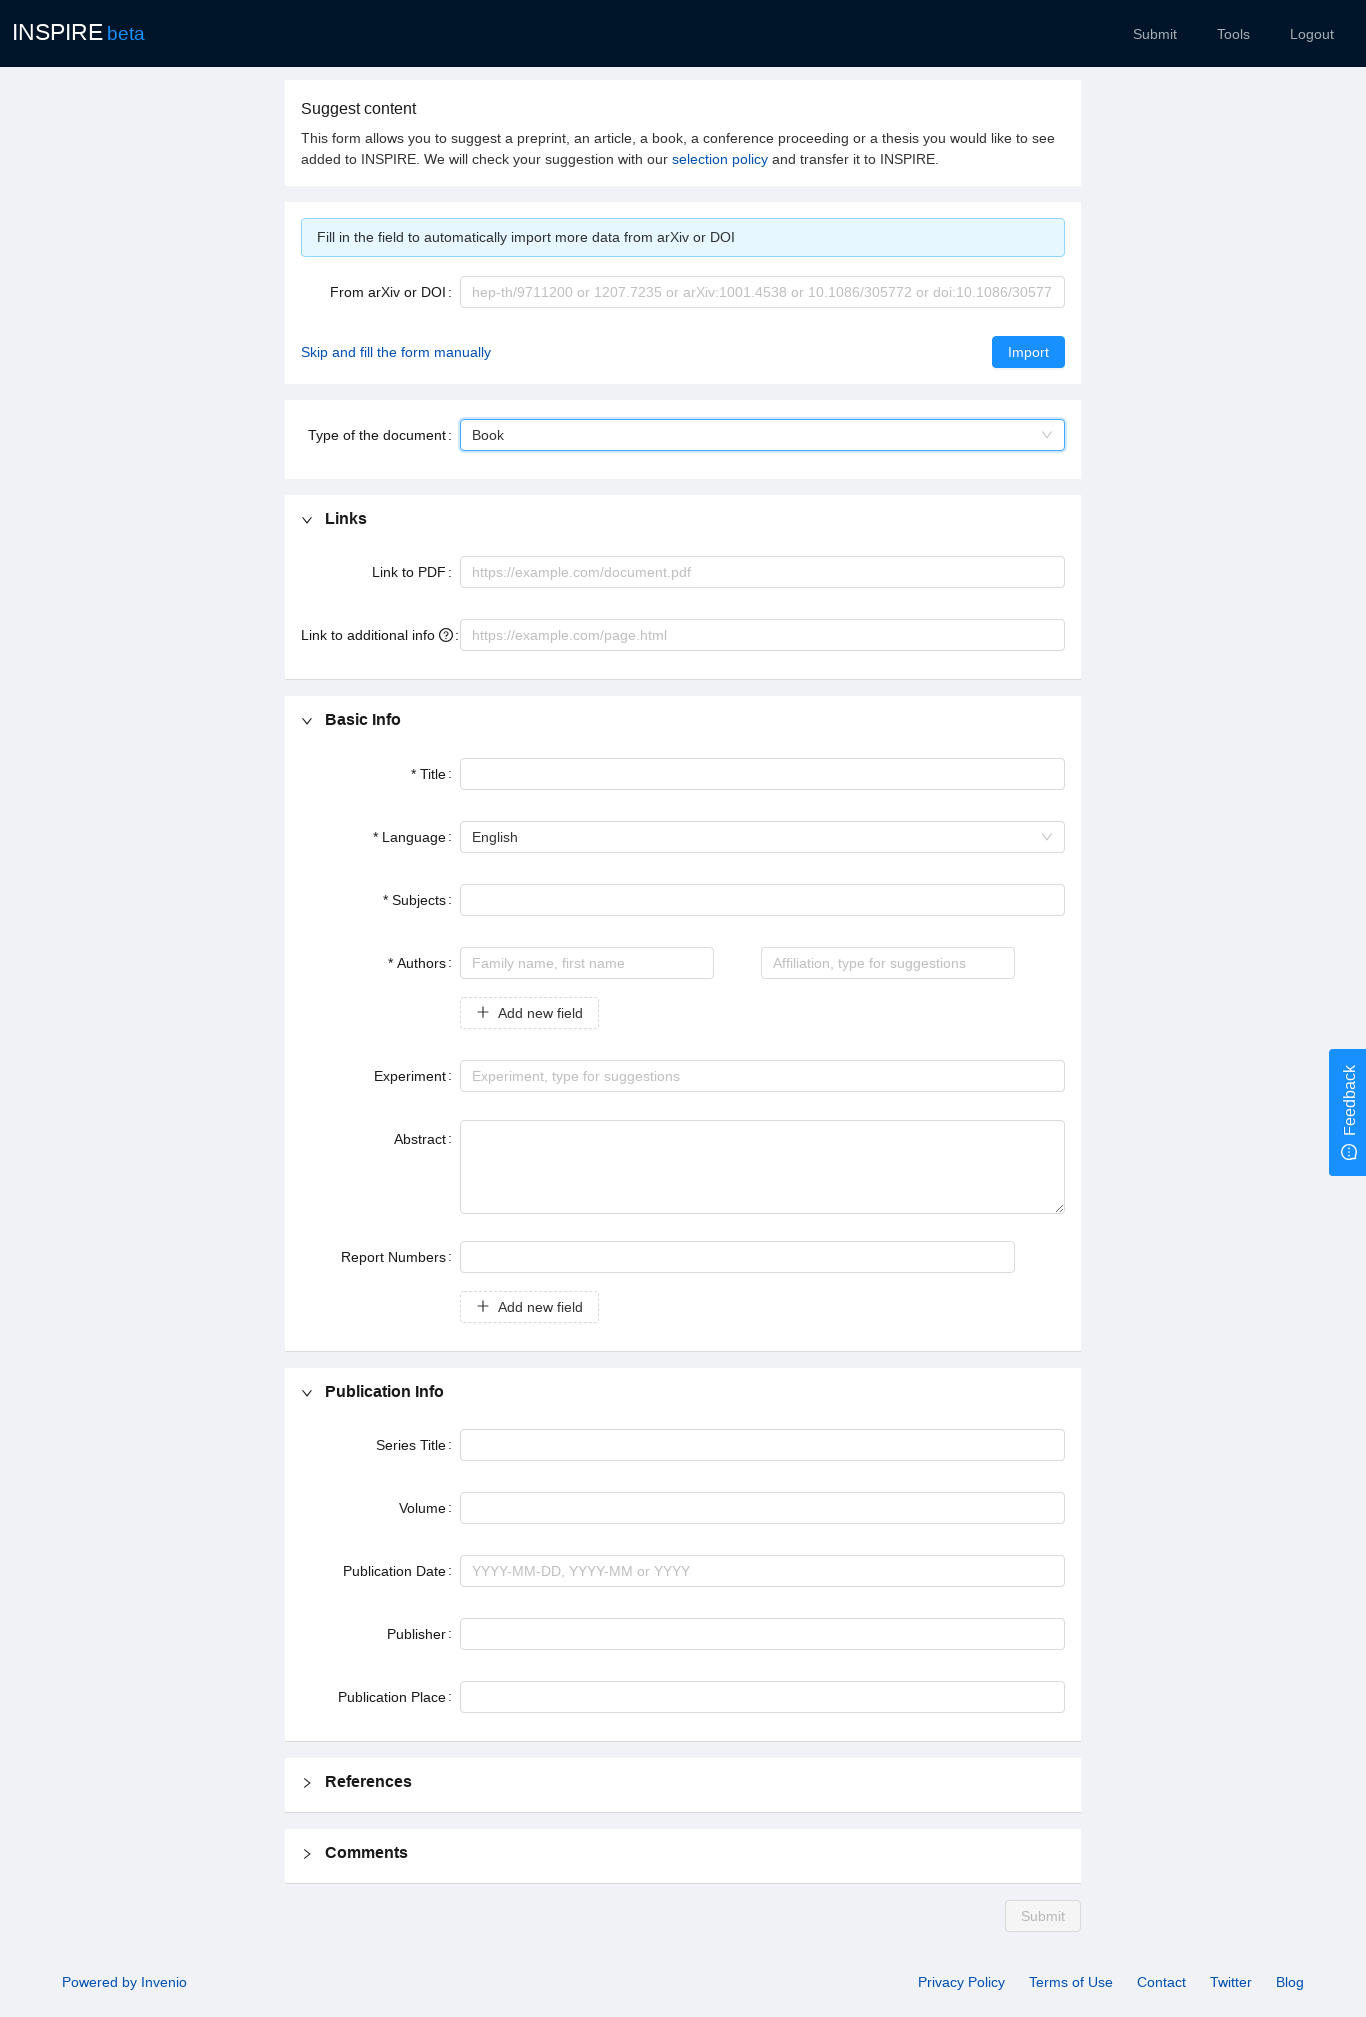 INSPIRE beta
Submit
Tools
Logout
Suggest content
This form allows you to suggest a preprint, an article, a book, a conference proceeding or a thesis you would like to see
added to INSPIRE. We will check your suggestion with our selection policy and transfer it to INSPIRE.
Fill in the field to automatically import more data from arXiv or DOI
From arXiv or DOI: hep-th/9711200 or 1207.7235 or arXiv:1001.4538 or 10.1086/305772 or doi:10.1086/30577
Skip and fill the form manually
Import
Type of the document: Book
Links
Link to PDF: https://example.com/document.pdf
Link to additional info : https://example.com/page.html
Basic Info
* Title:
* Language: English
* Subjects:
* Authors: Family name, first name Affiliation, type for suggestions
Add new field
Experiment: Experiment, type for suggestions
Feedback
Abstract:
Report Numbers:
Add new field
Publication Info
Series Title:
Volume:
Publication Date: YYYY-MM-DD, YYYY-MM or YYYY
Publisher:
Publication Place:
References
Comments
Submit
Powered by Invenio
Privacy Policy
Terms of Use
Contact
Twitter
Blog